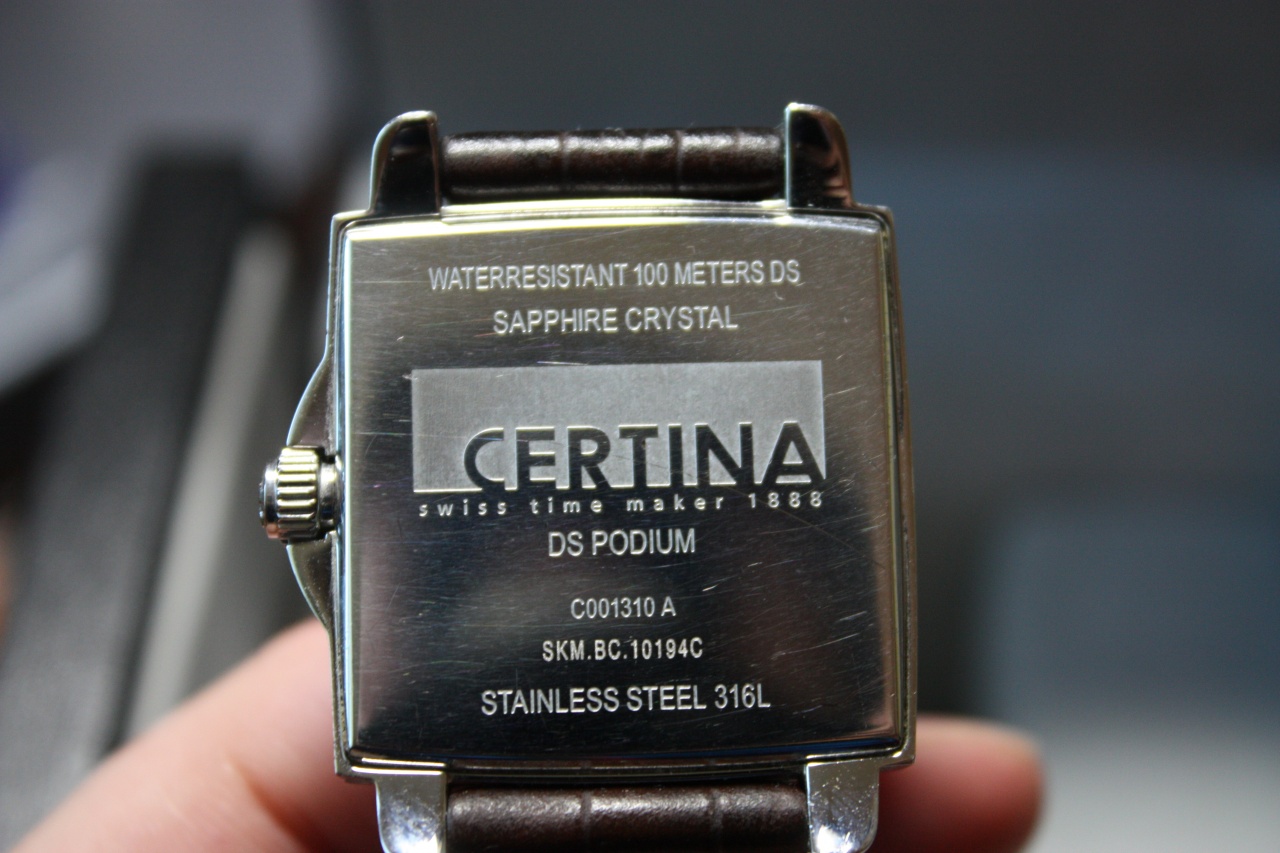 WATERRESISTANT 100 METERS DS
SAPPHIRE CRYSTAL
CERTINA
swiss time maker 1888
DS PODIUM
C001310 A
SKM.BC.10194C
STAINLESS STEEL 316L